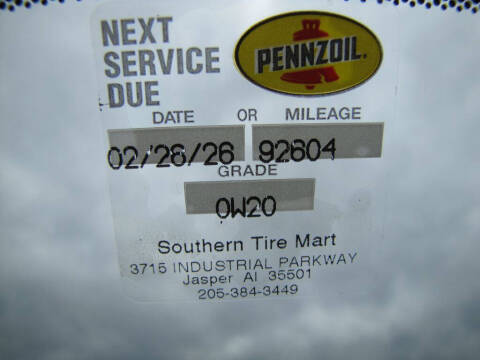 NEXT
SERVICE
DUE
PENNZOIL
DATE OR MILEAGE
02/28/26 92604
GRADE
0W20
Southern Tire Mart
3715 INDUSTRIAL PARKWAY
Jasper Al 35501
205-384-3449